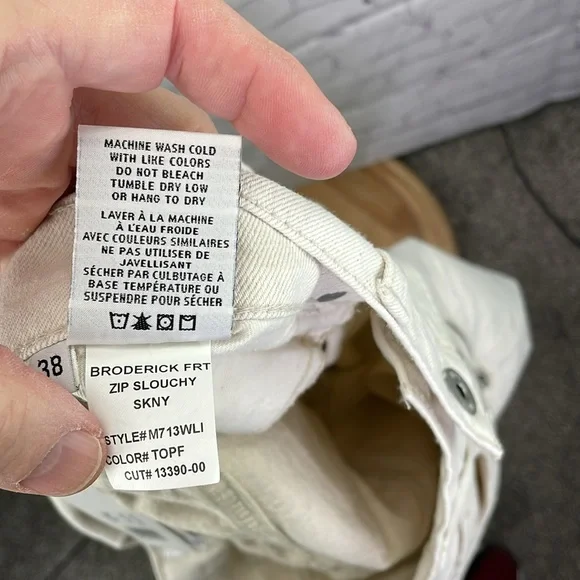 MACHINE WASH COLD
WITH LIKE COLORS
DO NOT BLEACH
TUMBLE DRY LOW
OR HANG TO DRY
LAVER À LA MACHINE
À L'EAU FROIDE
AVEC COULEURS SIMILAIRES
NE PAS UTILISER DE
JAVELLISANT
SÉCHER PAR CULBUTAGE À
BASE TEMPÉRATURE OU
SUSPENDRE POUR SÉCHER
38
BRODERICK FRT
ZIP SLOUCHY
SKNY
STYLE# M713WLI
COLOR# TOPF
CUT# 13390-00